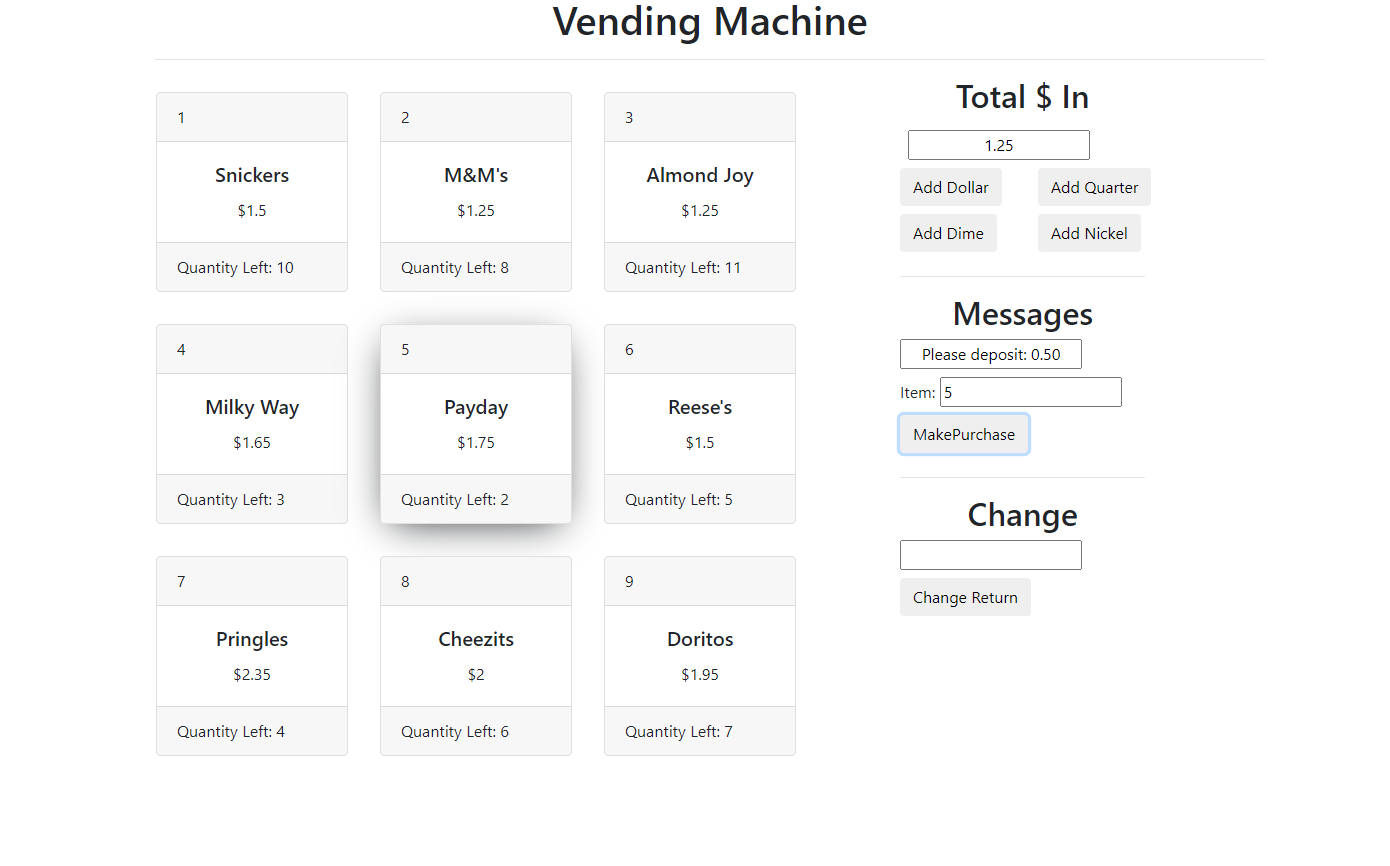 Vending Machine
1
Snickers
$1.5
Quantity Left: 10
2
M&M's
$1.25
Quantity Left: 8
3
Almond Joy
$1.25
Quantity Left: 11
4
Milky Way
$1.65
Quantity Left: 3
5
Payday
$1.75
Quantity Left: 2
6
Reese's
$1.5
Quantity Left: 5
7
Pringles
$2.35
Quantity Left: 4
8
Cheezits
$2
Quantity Left: 6
9
Doritos
$1.95
Quantity Left: 7
Total $ In
1.25
Add Dollar
Add Quarter
Add Dime
Add Nickel
Messages
Please deposit: 0.50
Item: 5
MakePurchase
Change
Change Return